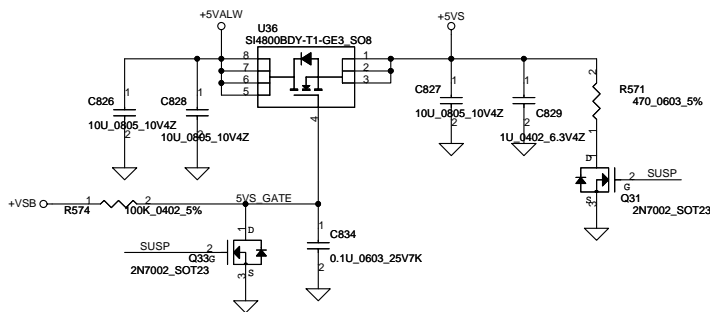 +5VALW
U36
SI4800BDY-T1-GE3_SO8
+5VS
8
7
6
5
1
2
3
4
C826
10U_0805_10V4Z
1
2
C828
10U_0805_10V4Z
1
2
C827
10U_0805_10V4Z
1
2
C829
1U_0402_6.3V4Z
1
2
R571
470_0603_5%
2
1
SUSP
2
G
1
D
3
S
Q31
2N7002_SOT23
+VSB
R574
1
2
100K_0402_5%
5VS_GATE
SUSP
2
G
1
D
3
S
Q33
2N7002_SOT23
C834
0.1U_0603_25V7K
1
2